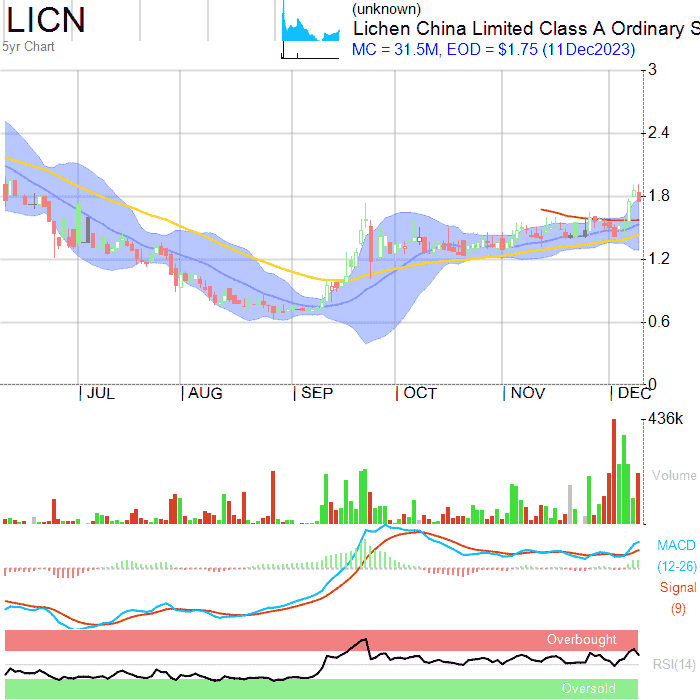 LICN
5yr Chart
(unknown)
Lichen China Limited Class A Ordinary S
MC = 31.5M, EOD = $1.75 (11Dec2023)
3
2.4
1.8
1.2
0.6
0
JUL AUG SEP OCT NOV DEC
436k
Volume
MACD
(12-26)
Signal
(9)
Overbought
RSI(14)
Oversold